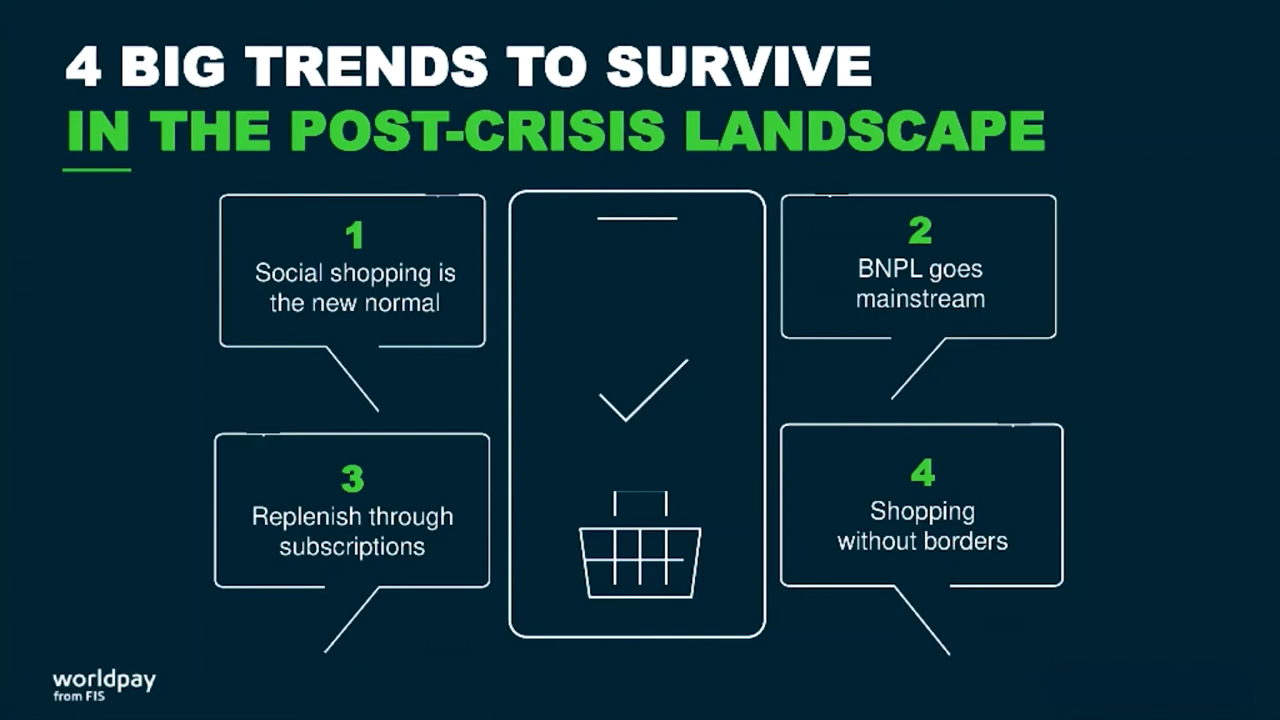 4 BIG TRENDS TO SURVIVE
IN THE POST-CRISIS LANDSCAPE
1
Social shopping is
the new normal
2
BNPL goes
mainstream
3
Replenish through
subscriptions
4
Shopping
without borders
worldpay
from FIS